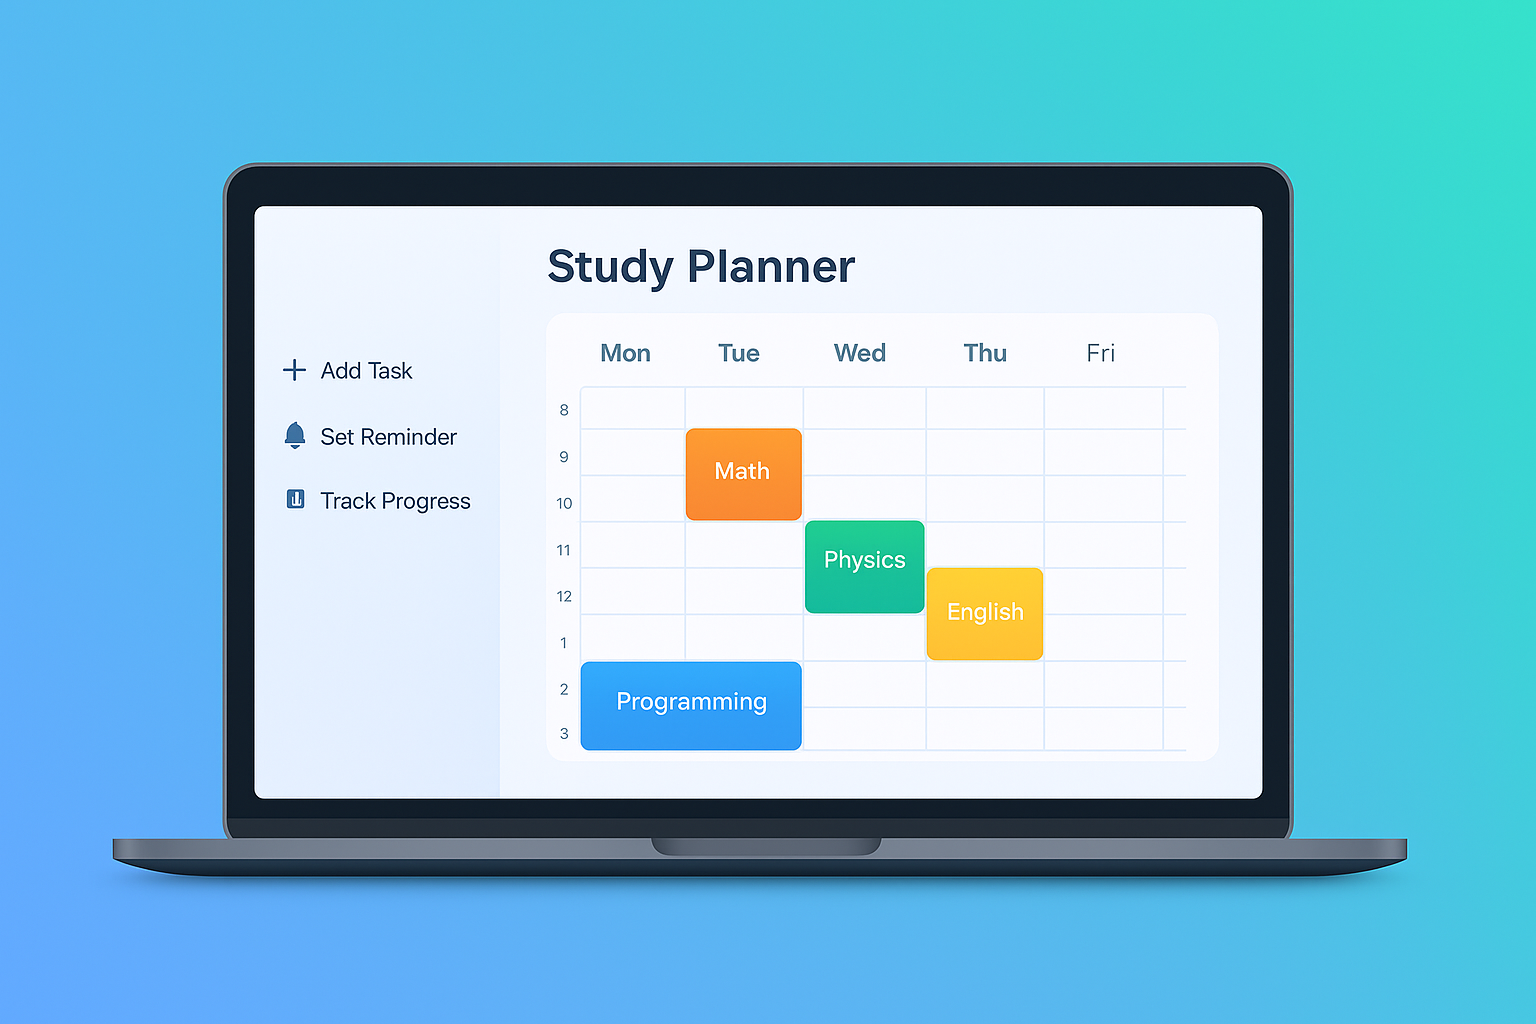 Study Planner
Add Task
Set Reminder
Track Progress
Mon Tue Wed Thu Fri
8
9
Math
10
11
Physics
12
English
1
2
Programming
3